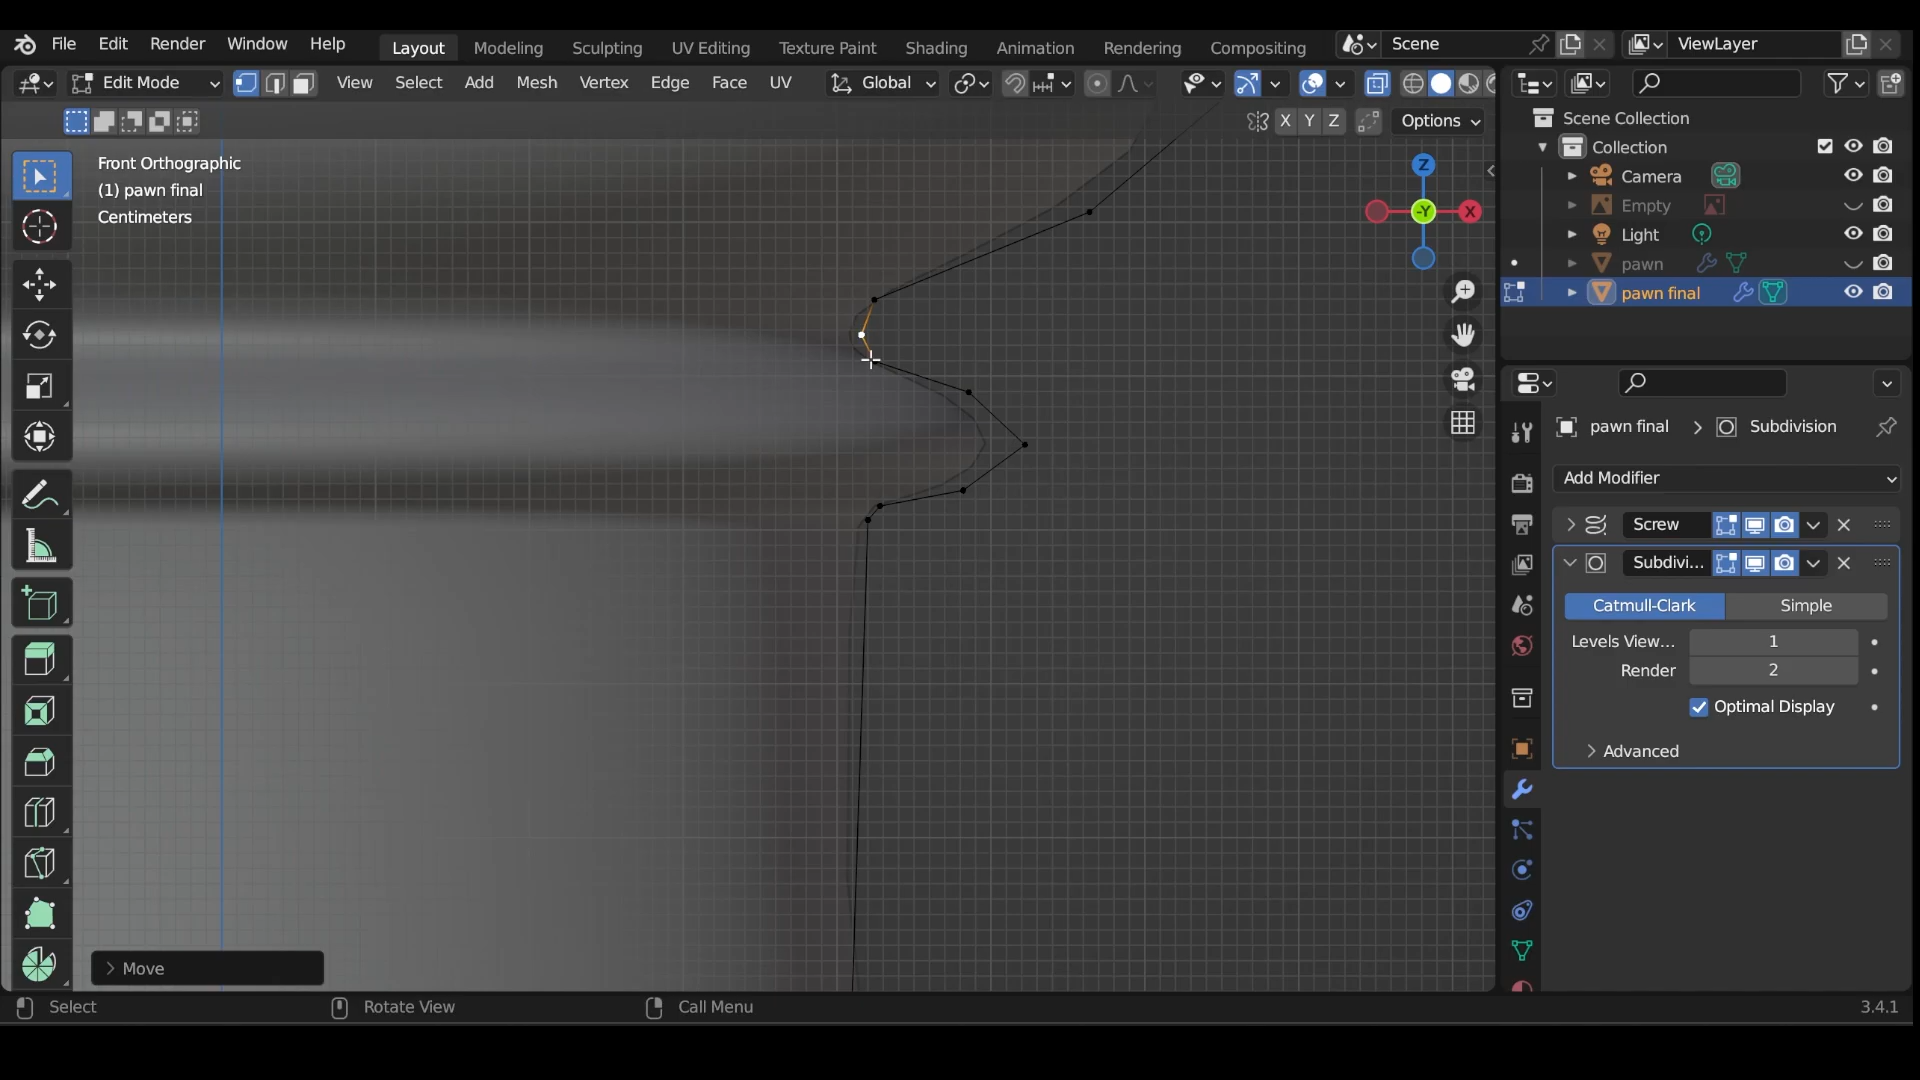 File Edit Render Window Help Layout Modeling Sculpting UV Editing Texture Paint Shading Animation Rendering Compositing Scene ViewLayer
Edit Mode View Select Add Mesh Vertex Edge Face UV Global
X Y Z Options
Front Orthographic
(1) pawn final
Centimeters
Z
-Y X
Scene Collection
Collection
Camera
Empty
Light
pawn
pawn final
pawn final > Subdivision
Add Modifier
Screw
Subdivi...
Catmull-Clark Simple
Levels View... 1
Render 2
Optimal Display
Advanced
Move
Select Rotate View Call Menu 3.4.1